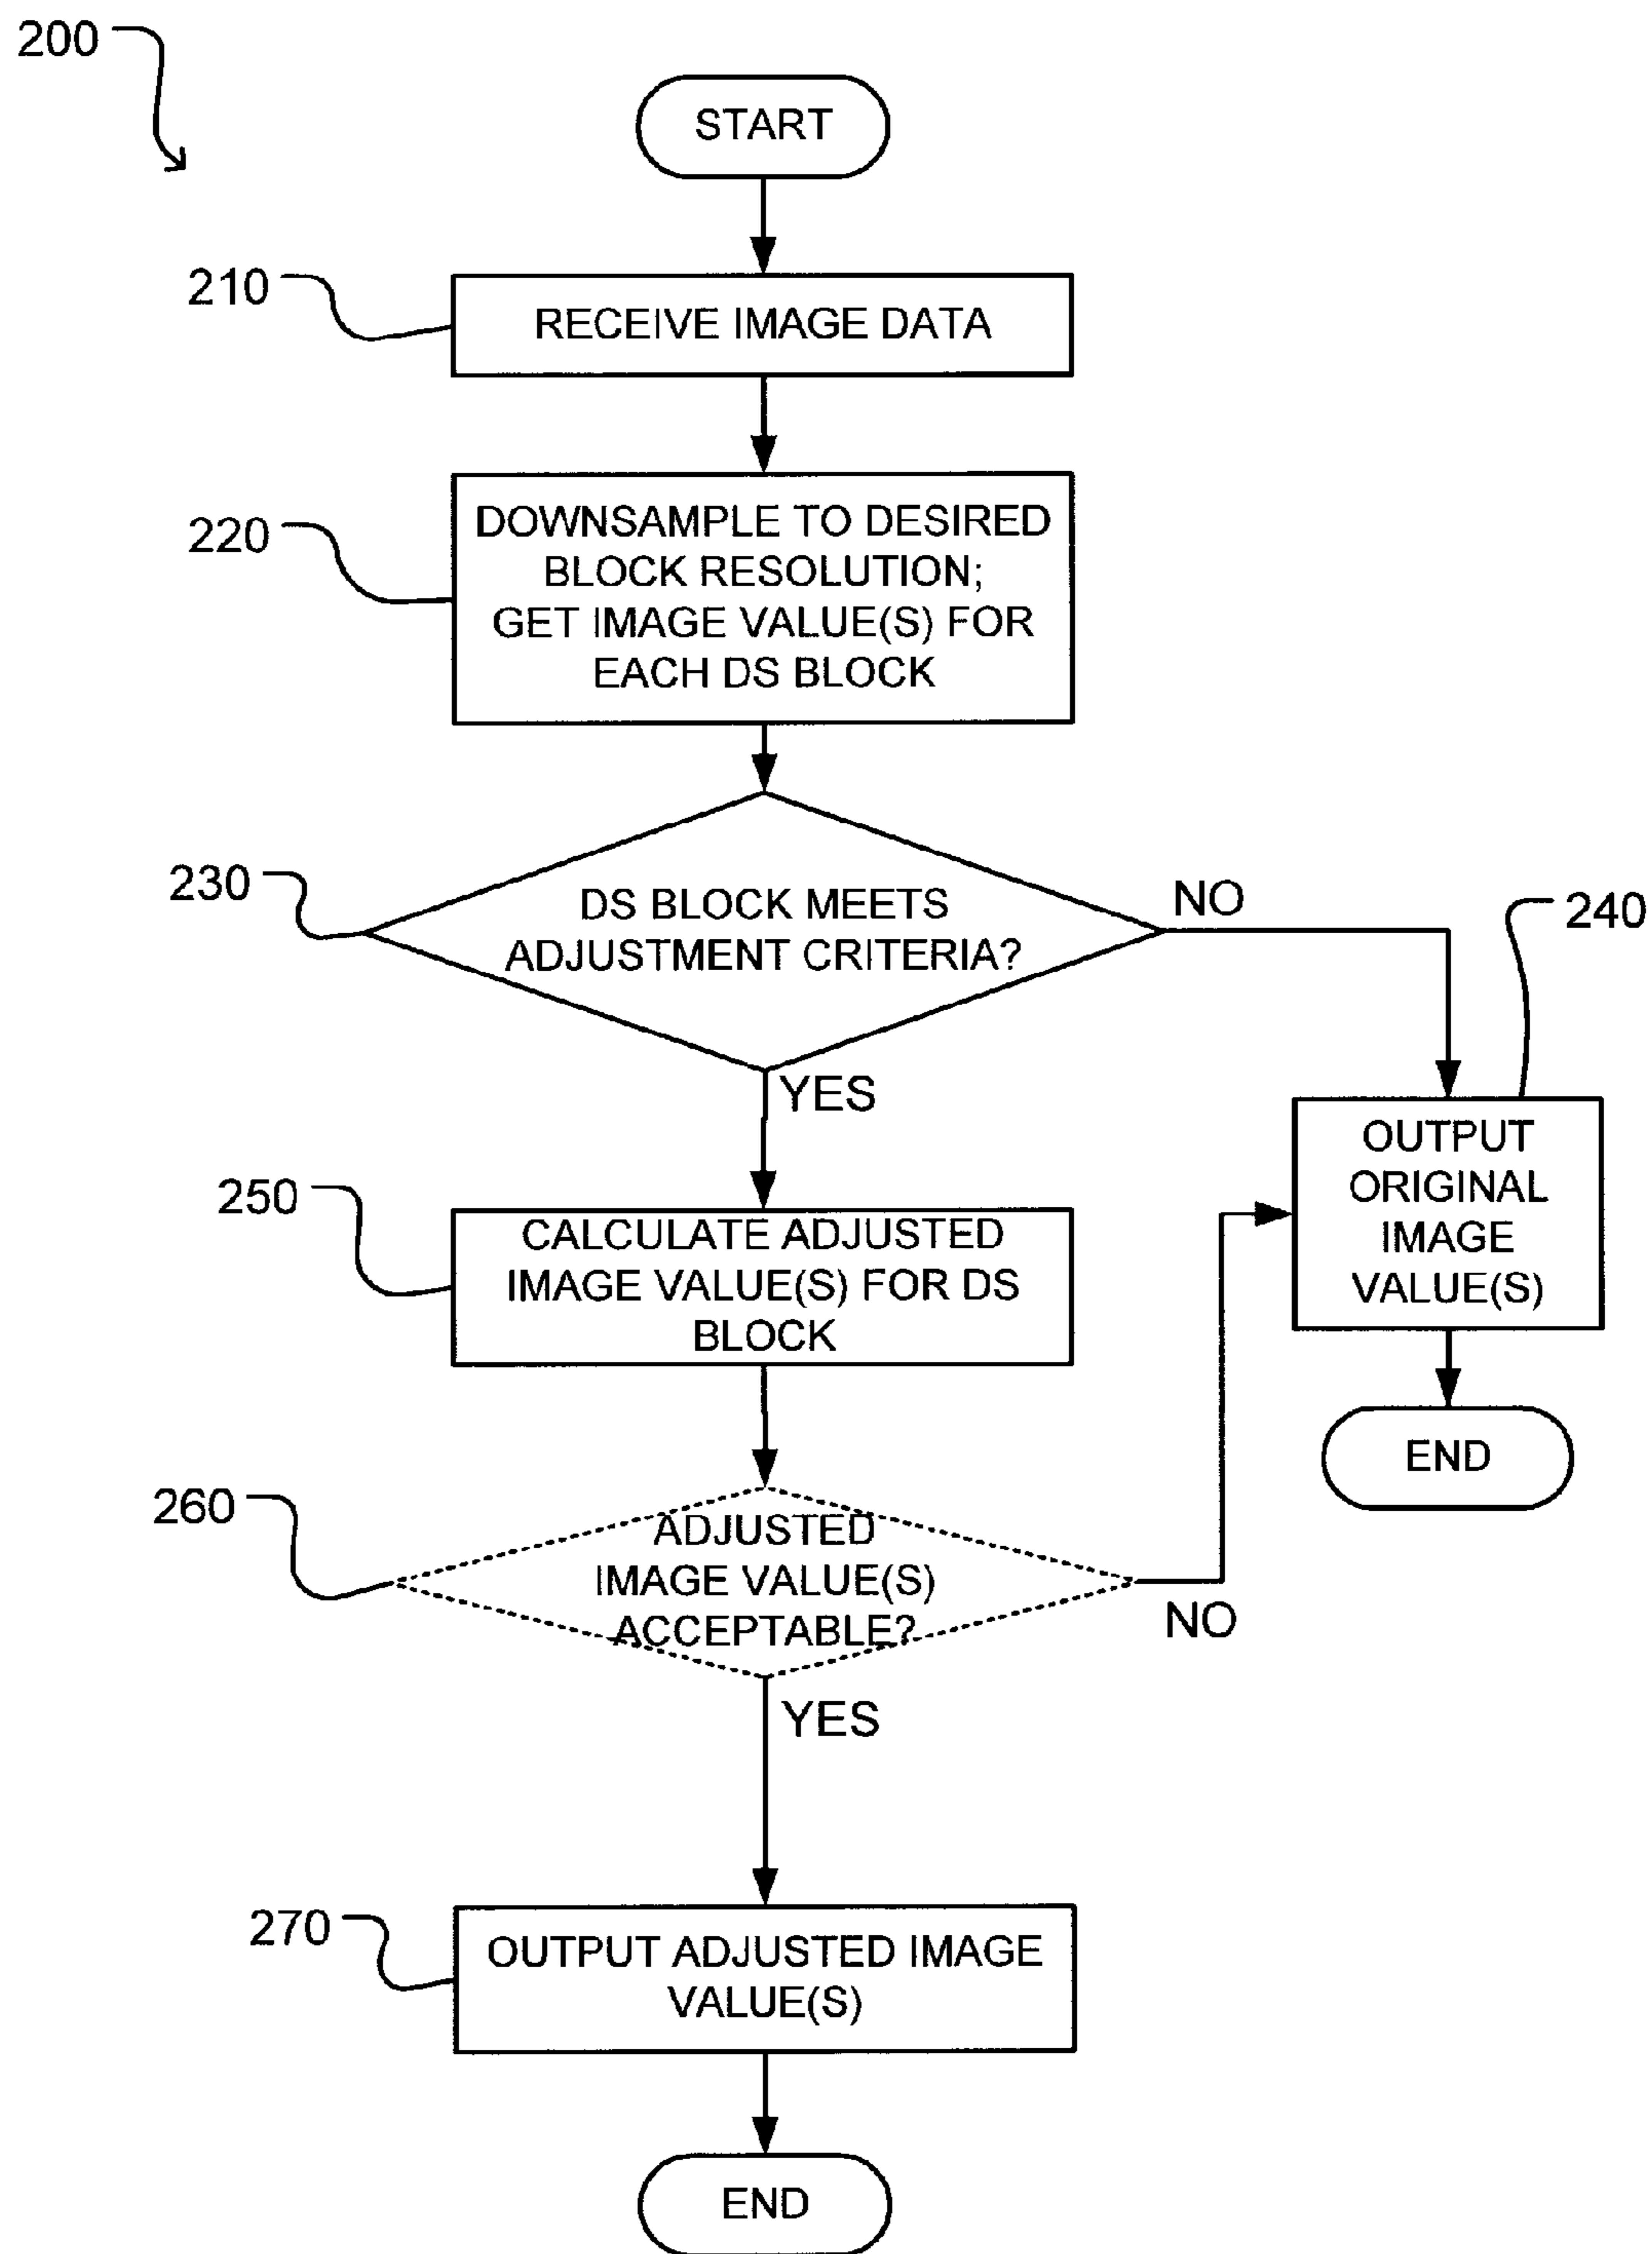 200
START
210
RECEIVE IMAGE DATA
220
DOWNSAMPLE TO DESIRED
BLOCK RESOLUTION;
GET IMAGE VALUE(S) FOR
EACH DS BLOCK
230
DS BLOCK MEETS
ADJUSTMENT CRITERIA?
NO
240
YES
OUTPUT
ORIGINAL
IMAGE
VALUE(S)
END
250
CALCULATE ADJUSTED
IMAGE VALUE(S) FOR DS
BLOCK
260
ADJUSTED
IMAGE VALUE(S)
ACCEPTABLE?
NO
YES
270
OUTPUT ADJUSTED IMAGE
VALUE(S)
END